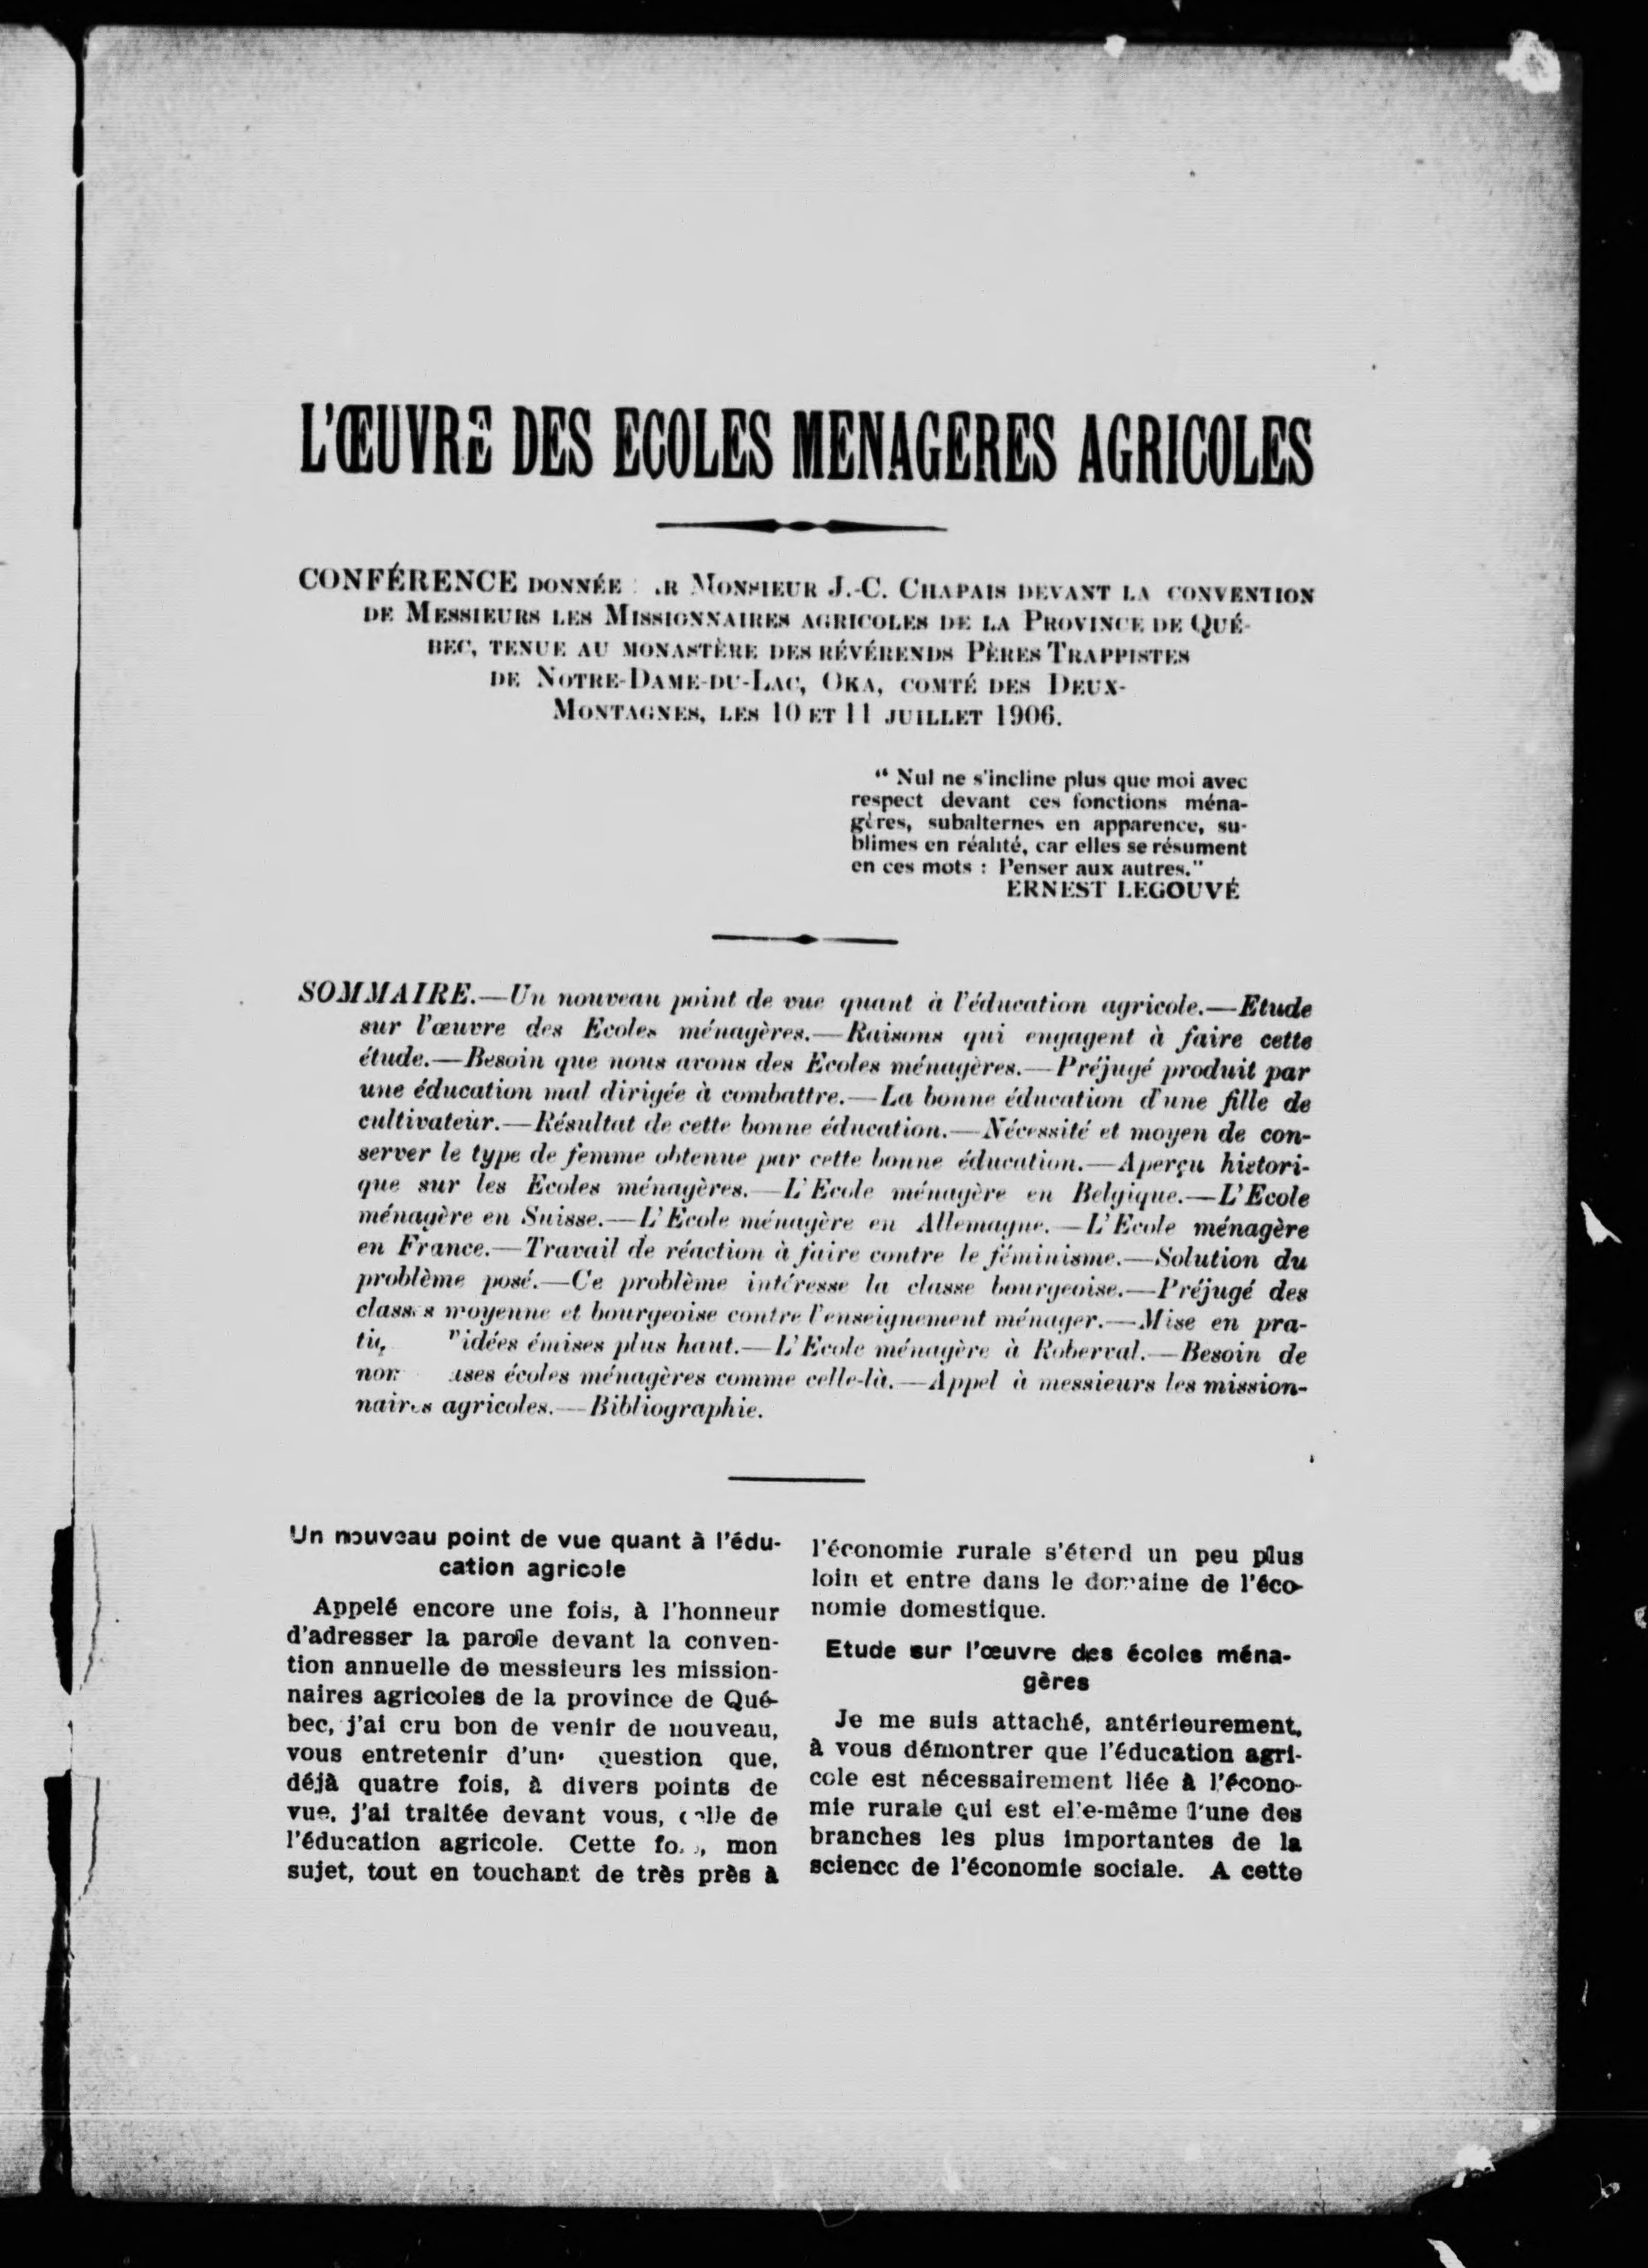 L'ŒUVRE DES ECOLES MENAGERES AGRICOLES
CONFÉRENCE DONNÉE MONSIEUR J.-C. CHAPAIS DEVANT LA CONVENTION
DE MESSIEURS LES MISSIONNAIRES AGRICOLES DE LA PROVINCE DE QUÉ-
BEC, TENUE AU MONASTÈRE DES RÉVÉRENDS PÈRES TRAPPISTES
DE NOTRE-DAME-DU-LAC, OKA, COMTÉ DES DEUX-
MONTAGNES, LES 10 ET 11 JUILLET 1906.
" Nul ne s'incline plus que moi avec
respect devant ces fonctions ména-
gères, subalternes en apparence, su-
blimes en réalité, car elles se résument
en ces mots : Penser aux autres."
ERNEST LEGOUVÉ
SOMMAIRE.—Un nouveau point de vue quant à l'éducation agricole.—Etude
sur l'œuvre des Ecoles ménagères.—Raisons qui engagent à faire cette
étude.—Besoin que nous avons des Ecoles ménagères.—Préjugé produit par
une éducation mal dirigée à combattre.—La bonne éducation d'une fille de
cultivateur.—Résultat de cette bonne éducation.—Nécessité et moyen de con-
server le type de femme obtenue par cette bonne éducation.—Aperçu histori-
que sur les Ecoles ménagères.—L'Ecole ménagère en Belgique.—L'Ecole
ménagère en Suisse.—L'Ecole ménagère en Allemagne.—L'Ecole ménagère
en France.—Travail de réaction à faire contre le féminisme.—Solution du
problème posé.—Ce problème intéresse la classe bourgeoise.—Préjugé des
classes moyenne et bourgeoise contre l'enseignement ménager.—Mise en pra-
idées émises plus haut.—L'Ecole ménagère à Roberval.—Besoin de
écoles ménagères comme celle-là.—Appel à messieurs les mission-
naires agricoles.—Bibliographie.
Un nouveau point de vue quant à l'édu-
cation agricole
Appelé encore une fois, à l'honneur
d'adresser la parole devant la conven-
tion annuelle de messieurs les mission-
naires agricoles de la province de Qué-
bec, j'ai cru bon de venir de nouveau,
vous entretenir d'une question que,
déjà quatre fois, à divers points de
vue, j'ai traitée devant vous, celle de
l'éducation agricole. Cette mon
sujet, tout en touchant de très près à
l'économie rurale s'étend un peu plus
loin et entre dans le domaine de l'éco-
nomie domestique.
Etude sur l'œuvre des écoles ména-
gères
Je me suis attaché, antérieurement,
à vous démontrer que l'éducation agri-
cole est nécessairement liée à l'écono-
mie rurale qui est elle-même l'une des
branches les plus importantes de la
science de l'économie sociale. A cette